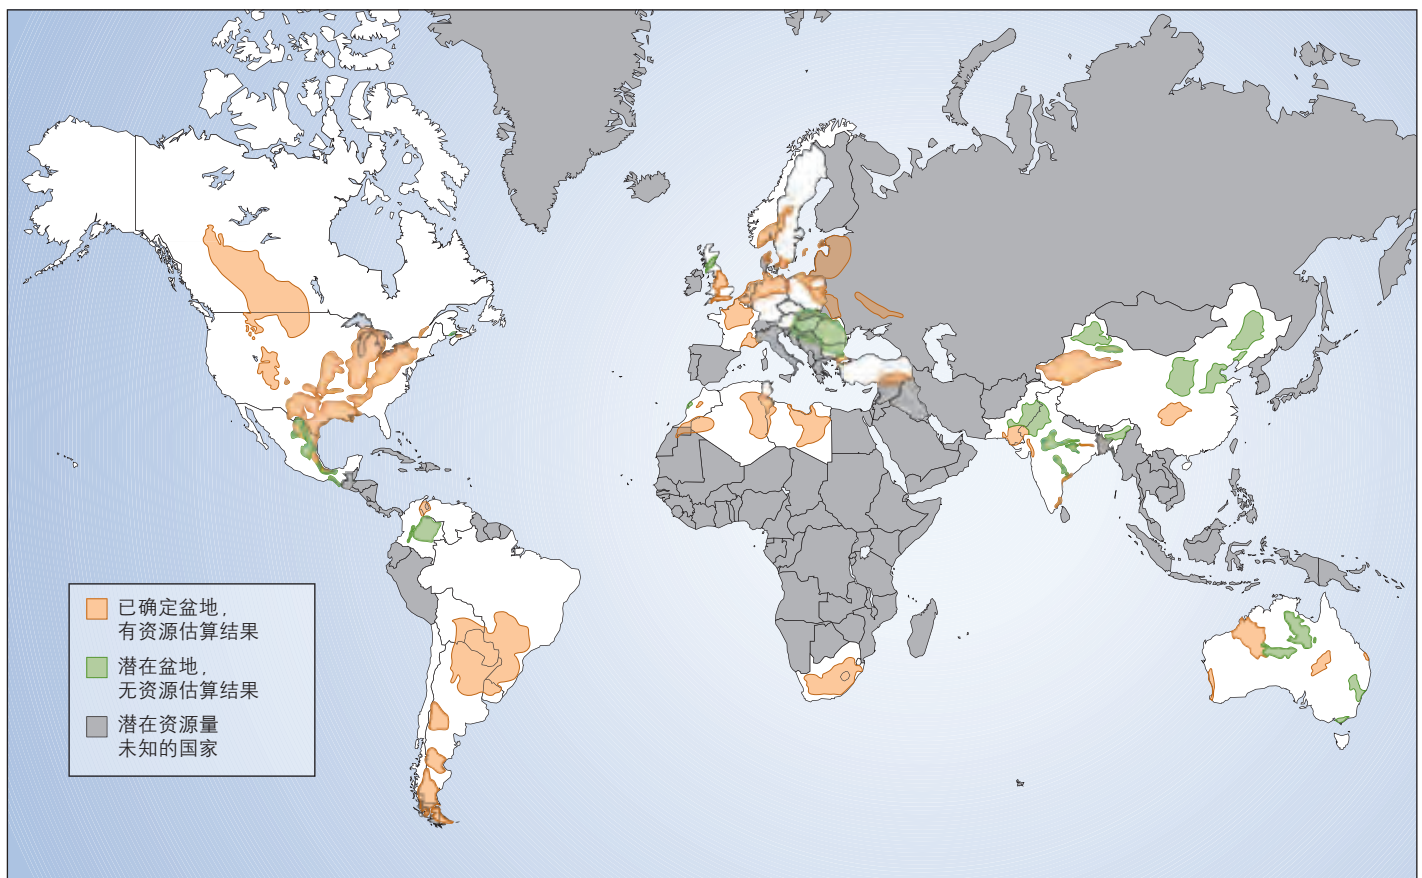 已确定盆地，
有资源估算结果
潜在盆地，
无资源估算结果
潜在资源量
未知的国家